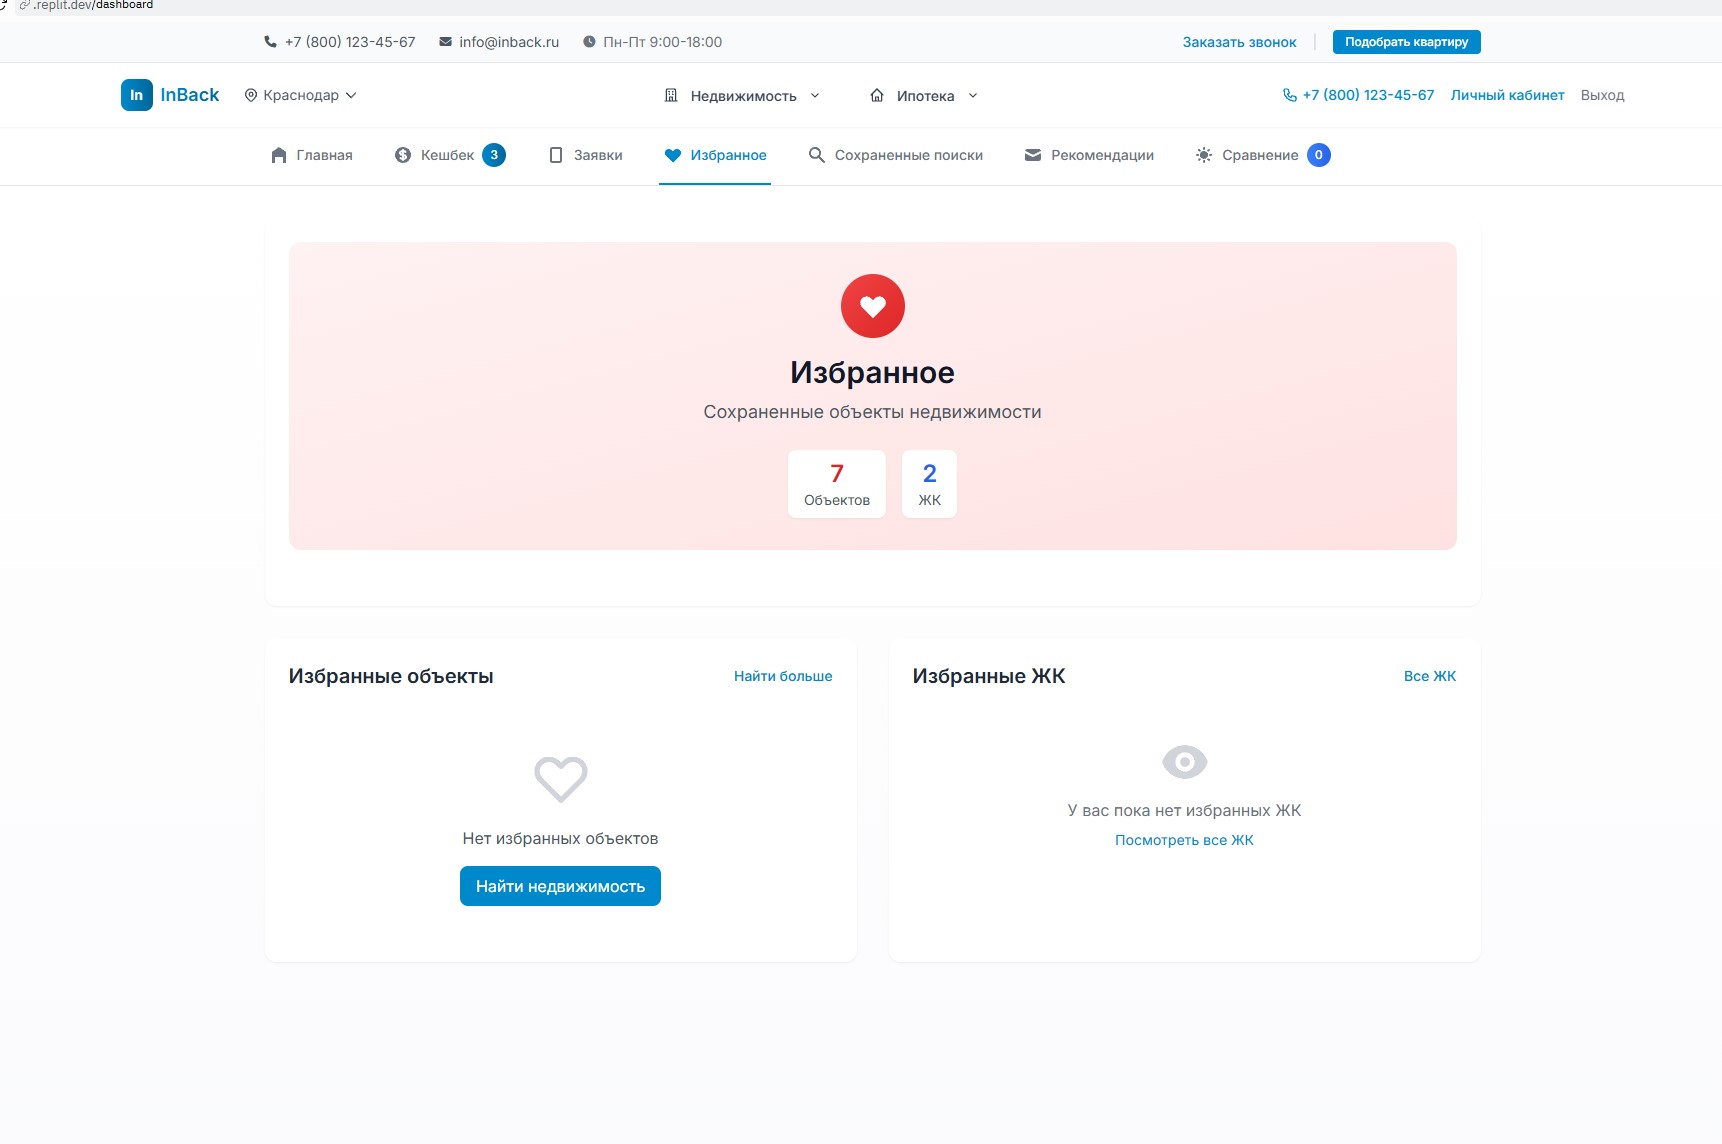 .replit.dev/dashboard
+7 (800) 123-45-67 info@inback.ru Пн-Пт 9:00-18:00 Заказать звонок Подобрать квартиру
In InBack Краснодар Недвижимость Ипотека +7 (800) 123-45-67 Личный кабинет Выход
Главная Кешбек 3 Заявки Избранное Сохраненные поиски Рекомендации Сравнение 0
Избранное
Сохраненные объекты недвижимости
7 2
Объектов ЖК
Избранные объекты Найти больше
Нет избранных объектов
Найти недвижимость
Избранные ЖК Все ЖК
У вас пока нет избранных ЖК
Посмотреть все ЖК